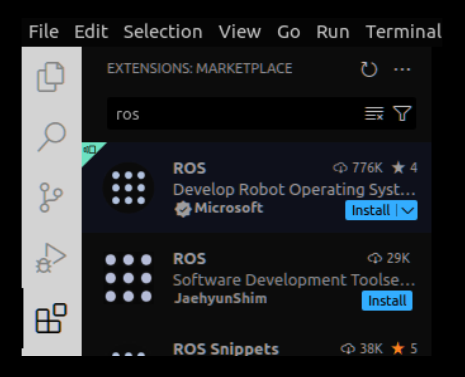 File Edit Selection View Go Run Terminal
EXTENSIONS: MARKETPLACE
ros
ROS 776K ★ 4
Develop Robot Operating Syst...
Microsoft Install
ROS 29K
Software Development Toolse...
JaehyunShim Install
ROS Snippets 38K ★ 5